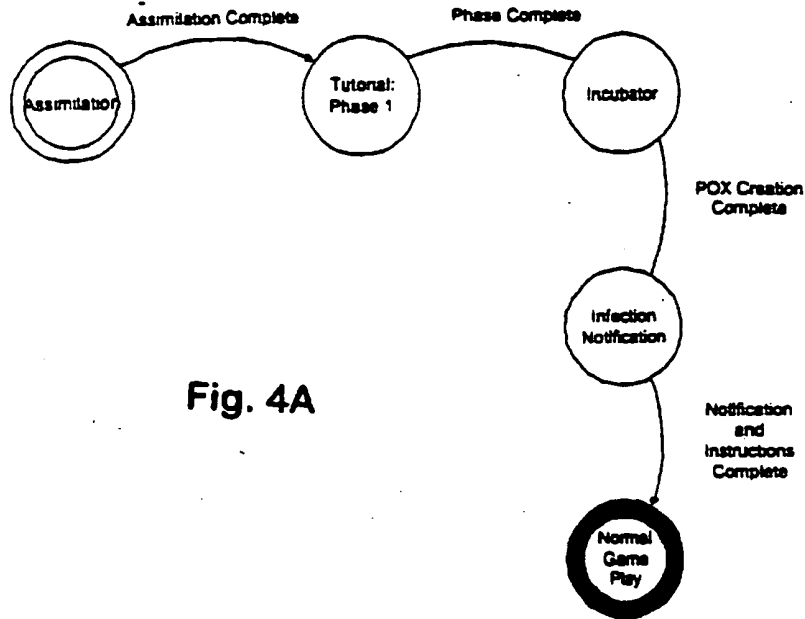 Assimilation Complete
Phase Complete
Assimilation
Tutorial:
Phase 1
Incubator
POX Creation
Complete
Infection
Notification
Fig. 4A
Notification
and
Instructions
Complete
Normal
Game
Play